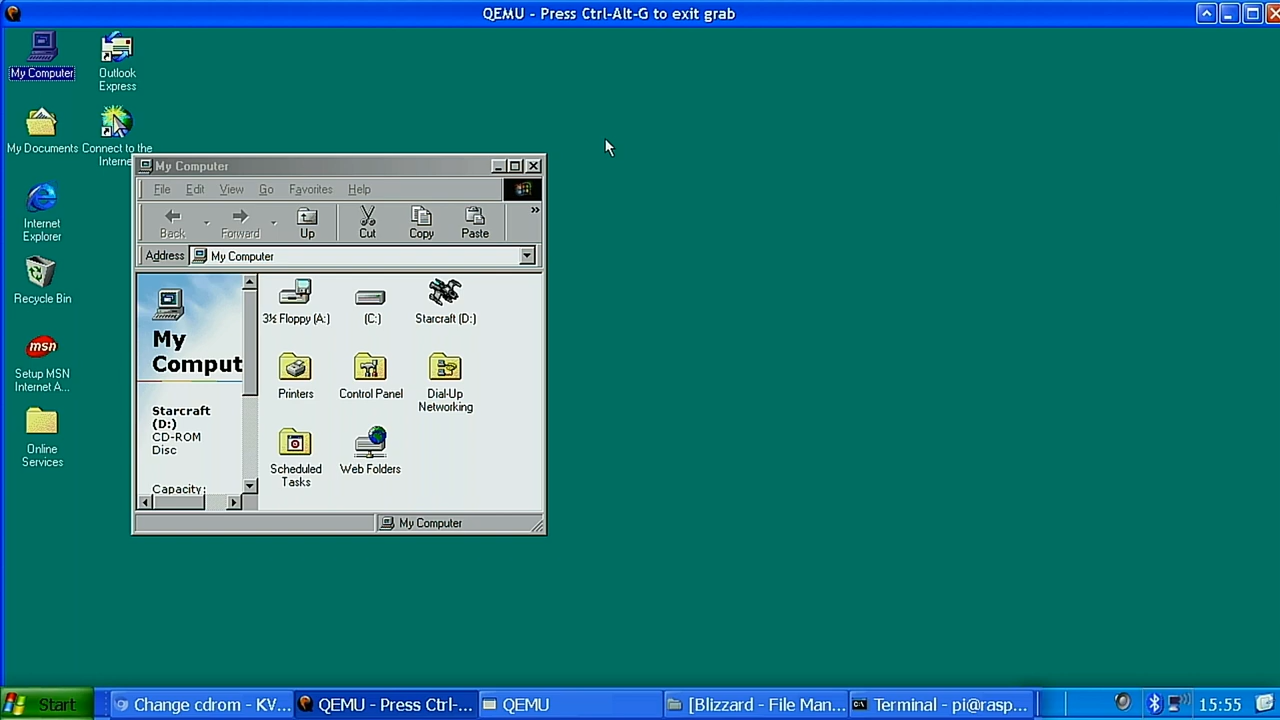 QEMU - Press Ctrl-Alt-G to exit grab
My Computer
Outlook
Express
My Documents
Connect to the
Interne
Internet
Explorer
Recycle Bin
msn
Setup MSN
Internet A...
Online
Services
My Computer
File Edit View Go Favorites Help
Back Forward Up Cut Copy Paste »
Address My Computer
My
Comput
Starcraft
(D:)
CD-ROM
Disc
Capacity:
3½ Floppy (A:) (C:) Starcraft (D:)
Printers Control Panel Dial-Up
Networking
Scheduled
Tasks
Web Folders
My Computer
Start Change cdrom - KV... QEMU - Press Ctrl-... QEMU [Blizzard - File Man... Terminal - pi@rasp... 15:55